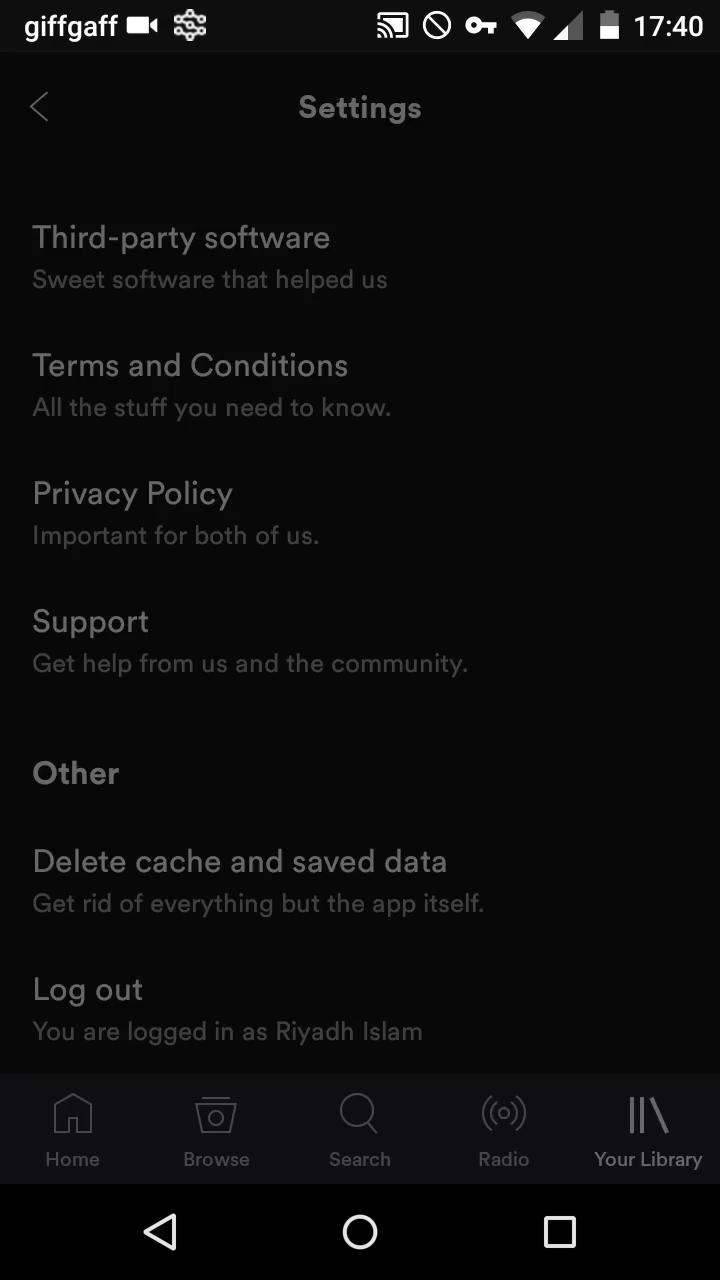 giffgaff 17:40
Settings
Third-party software
Sweet software that helped us
Terms and Conditions
All the stuff you need to know.
Privacy Policy
Important for both of us.
Support
Get help from us and the community.
Other
Delete cache and saved data
Get rid of everything but the app itself.
Log out
You are logged in as Riyadh Islam
Home Browse Search Radio Your Library